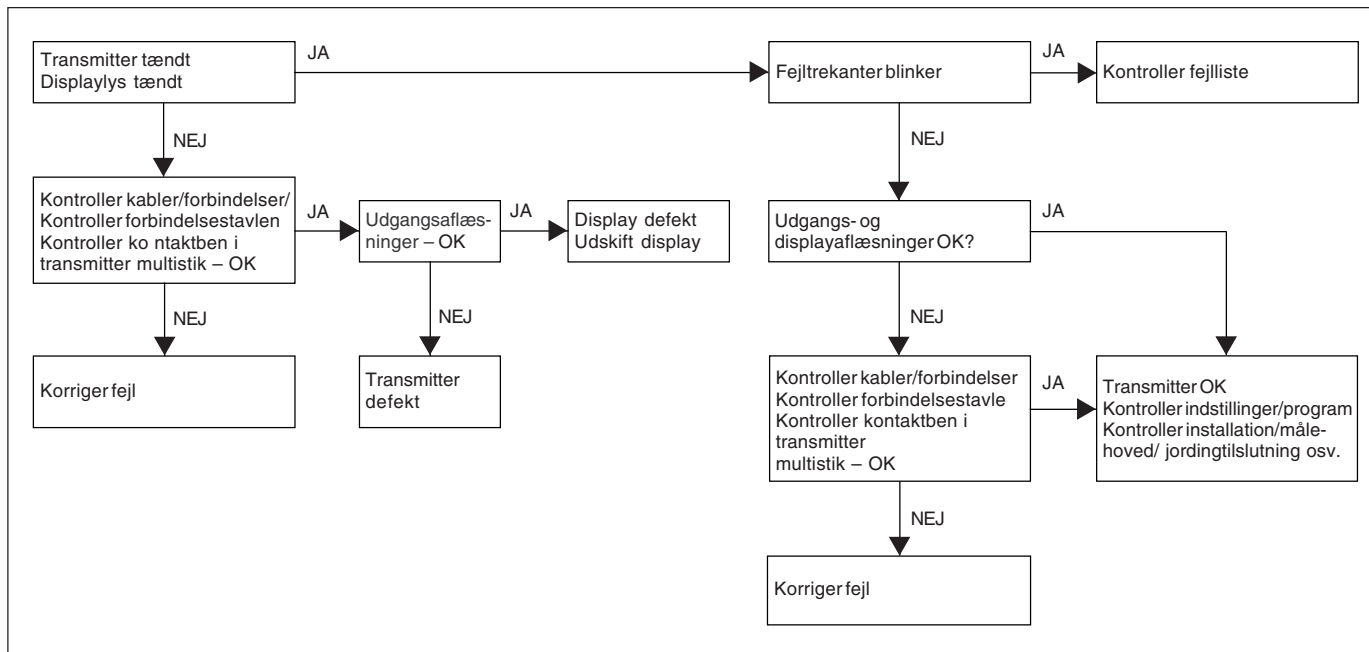 Transmitter tændt
Displaylys tændt
JA
Fejltrekanter blinker
JA
Kontroller fejlliste
NEJ
NEJ
Kontroller kabler/forbindelser/
Kontroller forbindelsestavlen
Kontroller ko ntaktben i
transmitter multistik – OK
JA
Udgangsaflæs-
ninger – OK
JA
Display defekt
Udskift display
Udgangs- og
displayaflæsninger OK?
JA
NEJ
NEJ
NEJ
Korriger fejl
Transmitter
defekt
Kontroller kabler/forbindelser
Kontroller forbindelsestavle
Kontroller kontaktben i
transmitter
multistik – OK
JA
Transmitter OK
Kontroller indstillinger/program
Kontroller installation/måle-
hoved/ jordingtilslutning osv.
NEJ
Korriger fejl